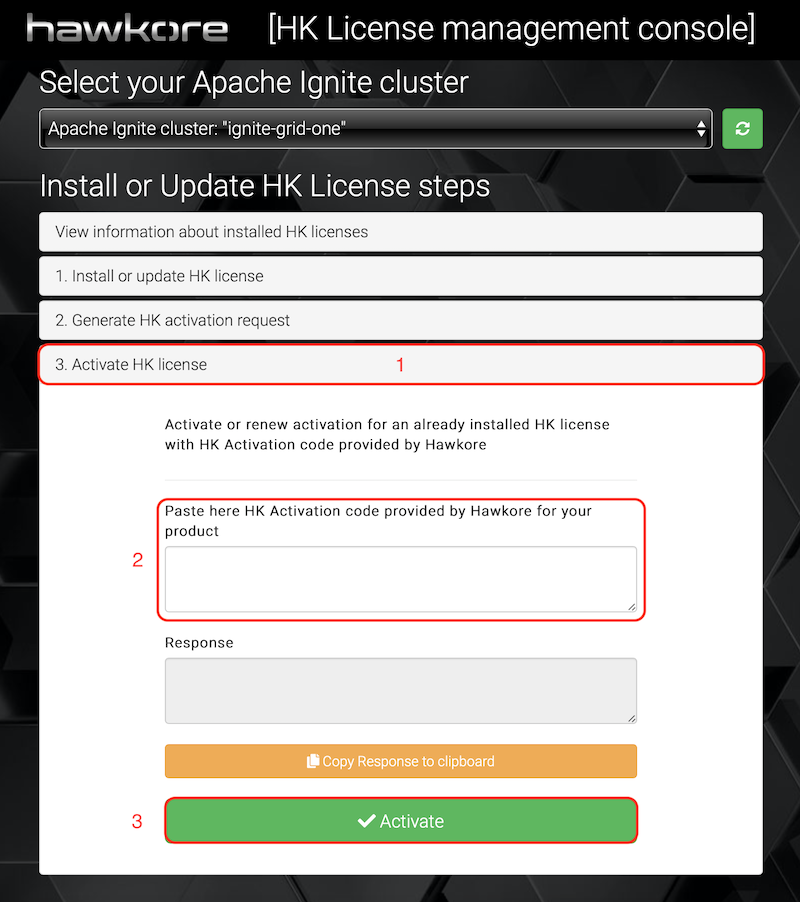 hawkore [HK License management console]
Select your Apache Ignite cluster
Apache Ignite cluster: "ignite-grid-one"
Install or Update HK License steps
View information about installed HK licenses
1. Install or update HK license
2. Generate HK activation request
3. Activate HK license 1
Activate or renew activation for an already installed HK license
with HK Activation code provided by Hawkore
Paste here HK Activation code provided by Hawkore for your
product
2
Response
Copy Response to clipboard
3 Activate